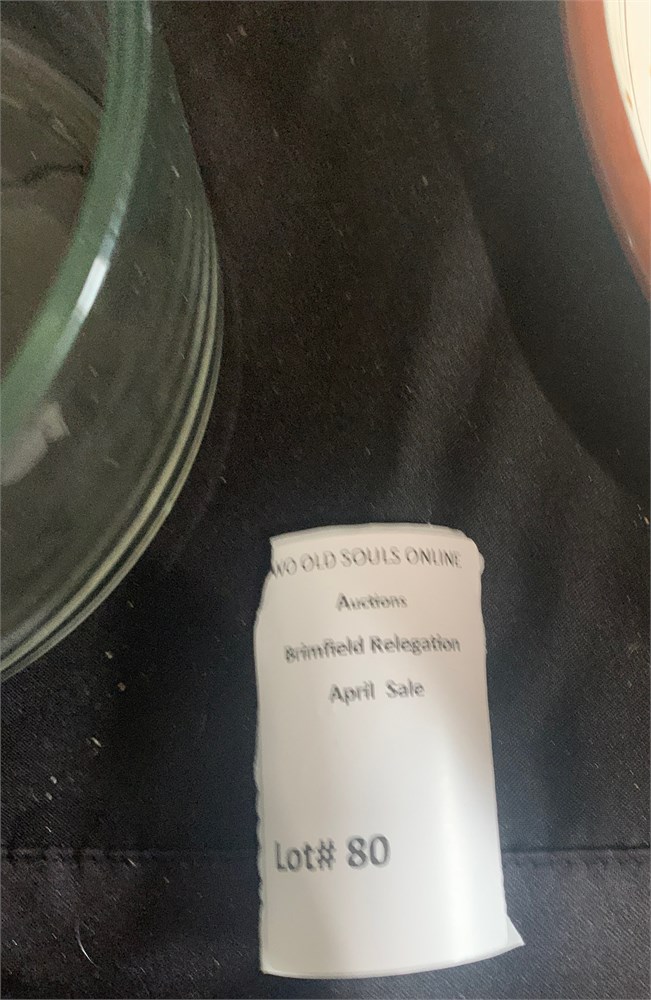 WO OLD SOULS ONLINE
Auctions
Brimfield Relegation
April Sale
Lot# 80